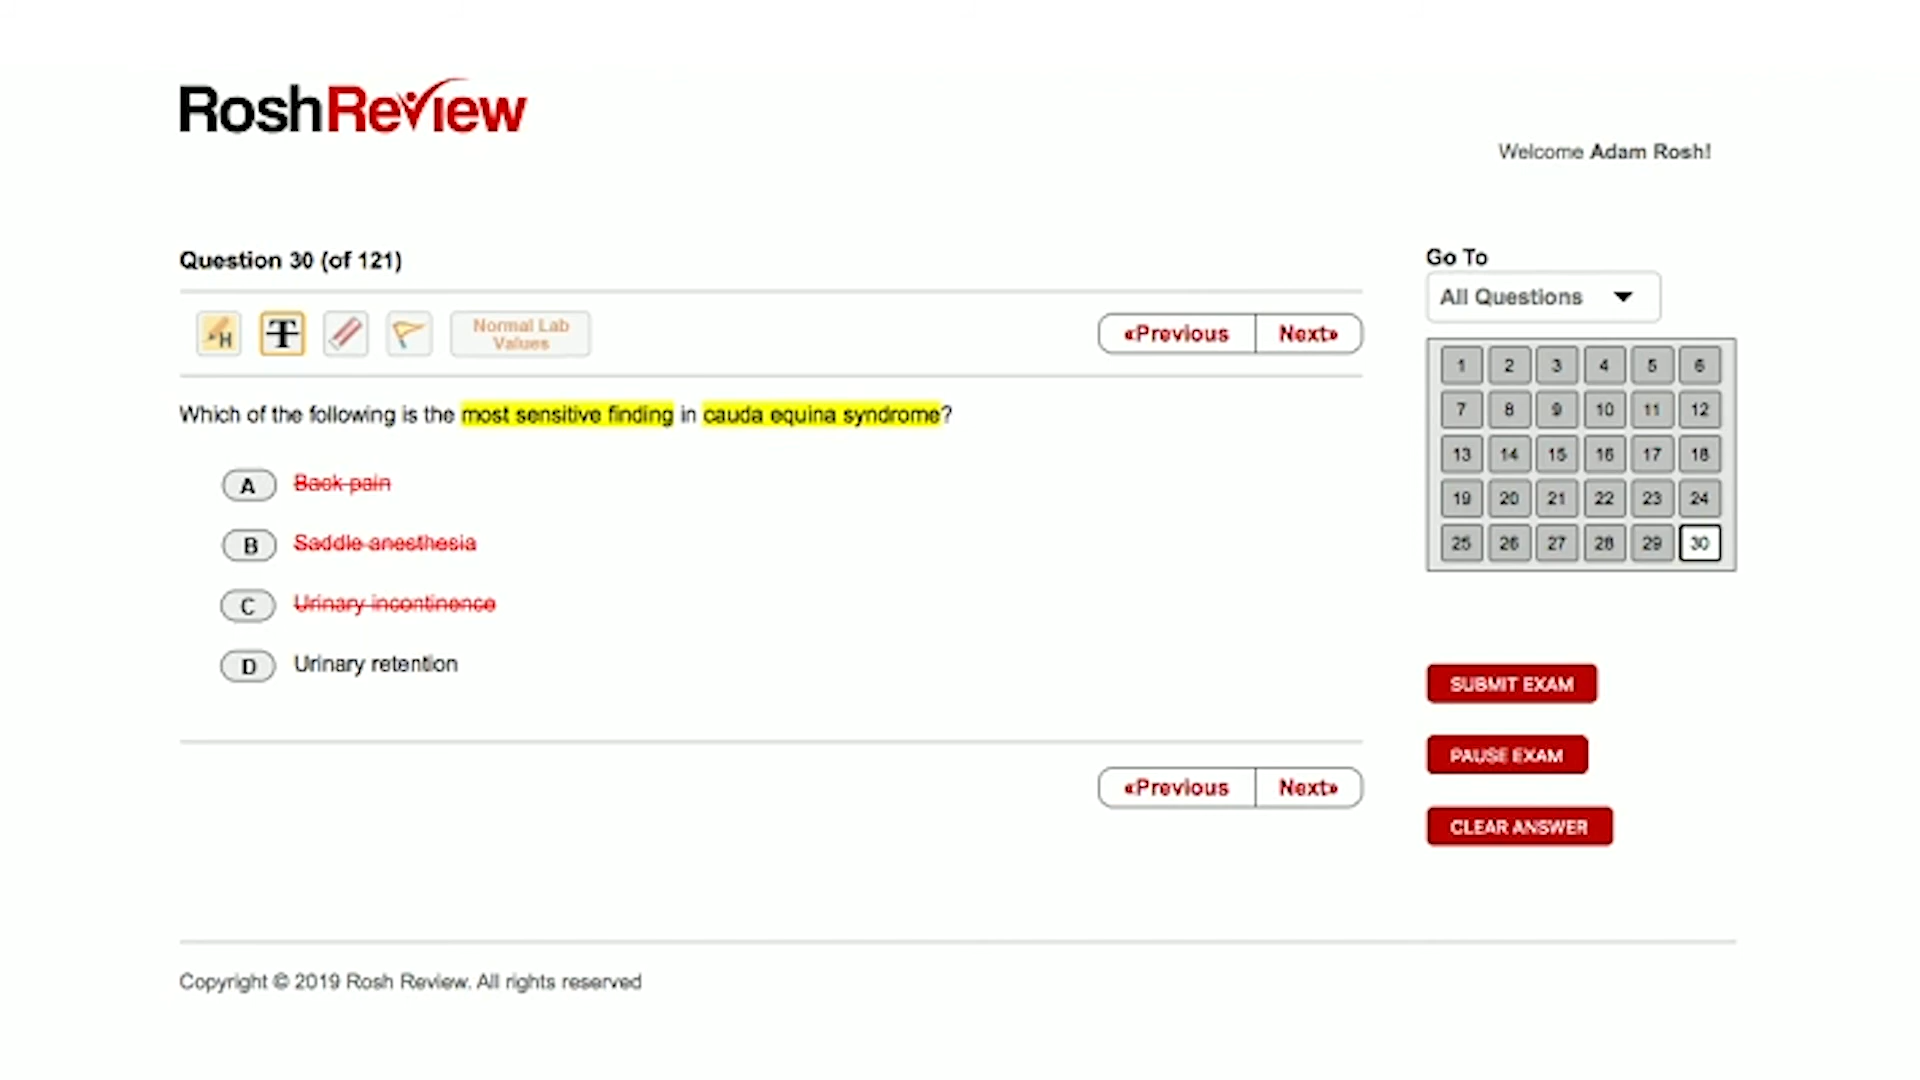 RoshReview
Welcome Adam Rosh!
Question 30 (of 121)
Go To
All Questions
H
T
Normal Lab
Values
«Previous
Next»
1 2 3 4 5 6
7 8 9 10 11 12
13 14 15 16 17 18
19 20 21 22 23 24
25 26 27 28 29 30
Which of the following is the most sensitive finding in cauda equina syndrome?
A Back pain
B Saddle anesthesia
C Urinary incontinence
D Urinary retention
SUBMIT EXAM
PAUSE EXAM
«Previous
Next»
CLEAR ANSWER
Copyright © 2019 Rosh Review. All rights reserved